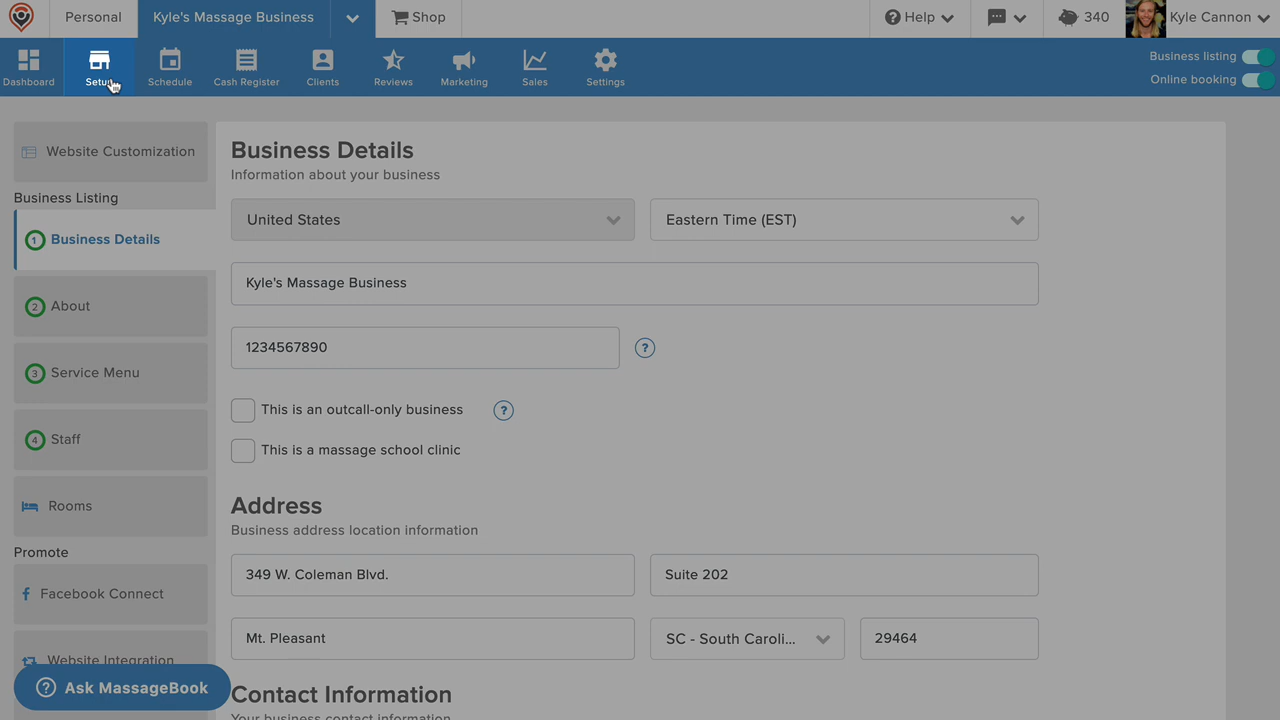 Personal
Kyle's Massage Business
Shop
Help
340
Kyle Cannon
Dashboard
Setup
Schedule
Cash Register
Clients
Reviews
Marketing
Sales
Settings
Business listing
Online booking
Website Customization
Business Listing
1 Business Details
2 About
3 Service Menu
4 Staff
Rooms
Promote
Facebook Connect
Website Integration
? Ask MassageBook
Business Details
Information about your business
United States
Eastern Time (EST)
Kyle's Massage Business
1234567890 ?
This is an outcall-only business ?
This is a massage school clinic
Address
Business address location information
349 W. Coleman Blvd.
Suite 202
Mt. Pleasant
SC - South Caroli...
29464
Contact Information
Your business contact information